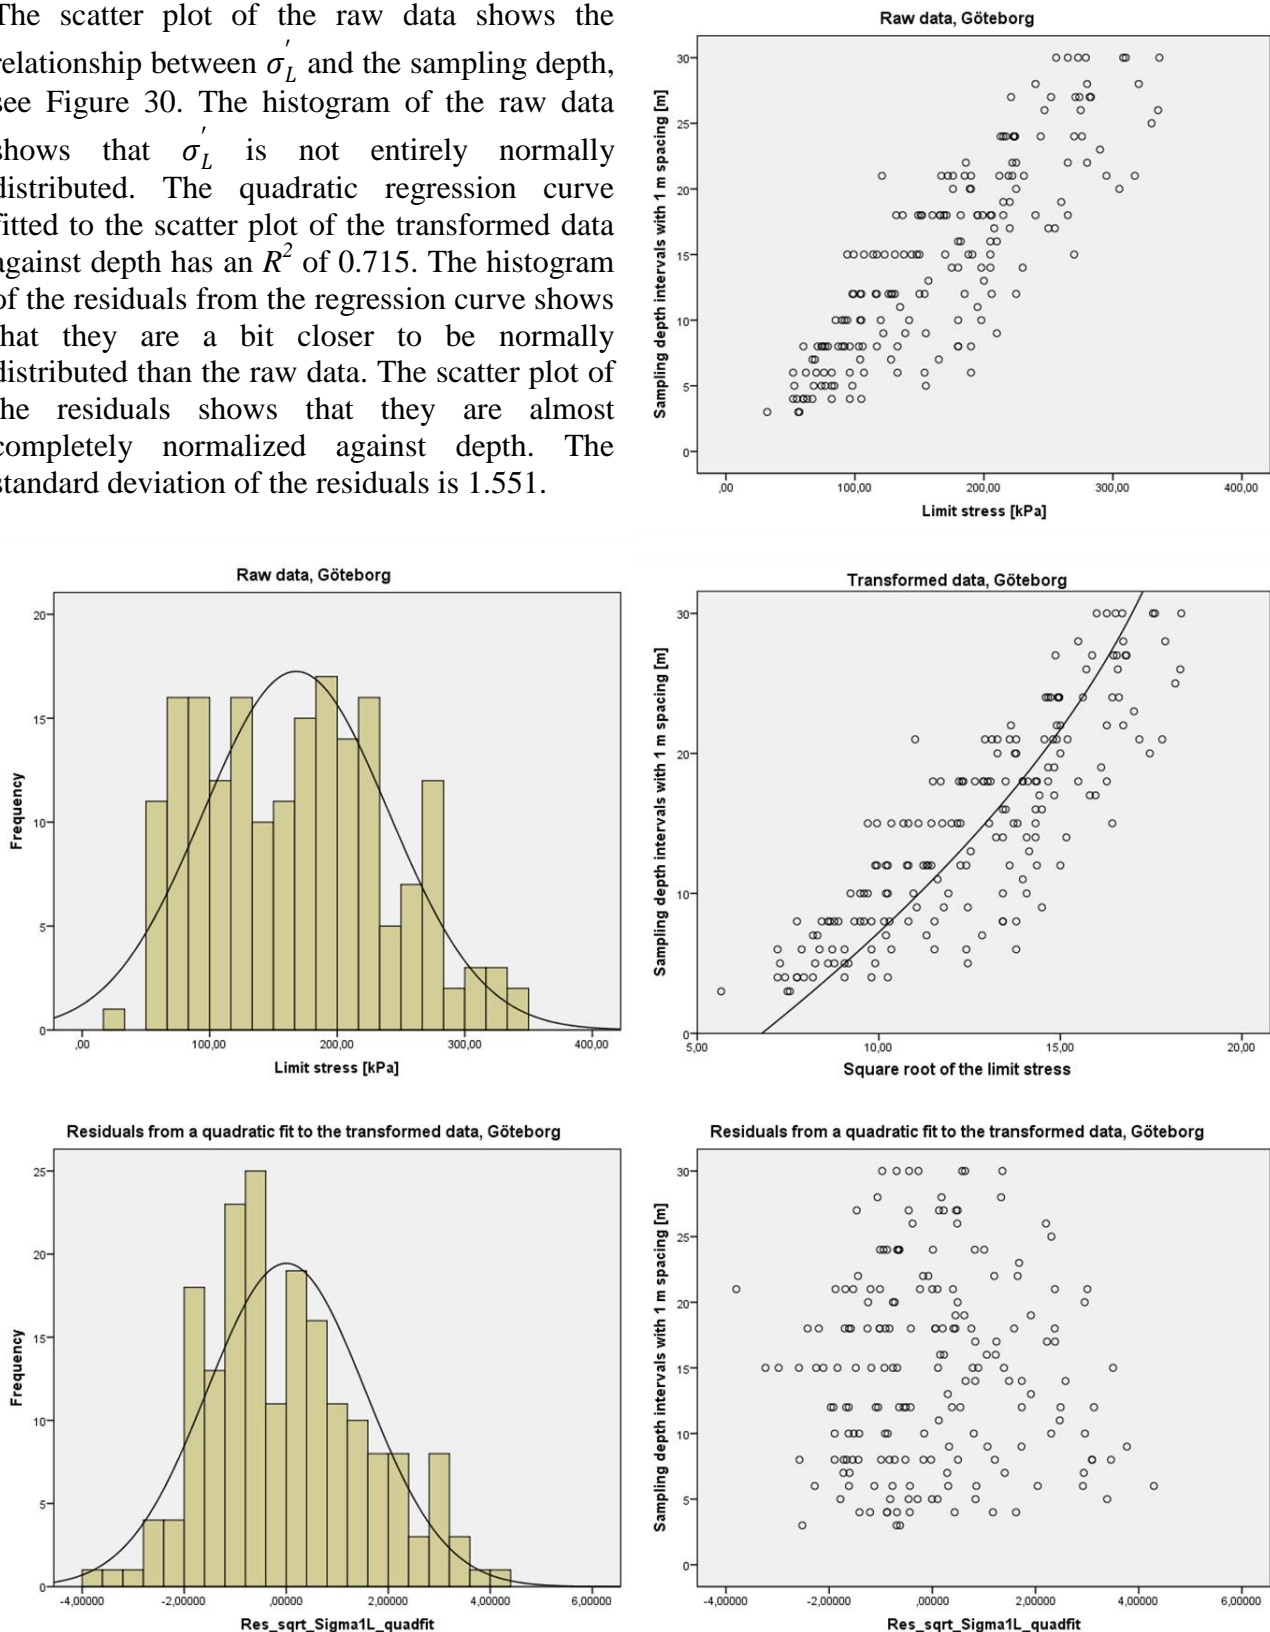 The scatter plot of the raw data shows the
relationship between σ′L and the sampling depth,
see Figure 30. The histogram of the raw data
shows that σ′L is not entirely normally
distributed. The quadratic regression curve
fitted to the scatter plot of the transformed data
against depth has an R² of 0.715. The histogram
of the residuals from the regression curve shows
that they are a bit closer to be normally
distributed than the raw data. The scatter plot of
the residuals shows that they are almost
completely normalized against depth. The
standard deviation of the residuals is 1.551.
Raw data, Göteborg
Sampling depth intervals with 1 m spacing [m]
30
25
20
15
10
5
0
,00 100,00 200,00 300,00 400,00
Limit stress [kPa]
Raw data, Göteborg
Frequency
20
15
10
5
0
,00 100,00 200,00 300,00 400,00
Limit stress [kPa]
Transformed data, Göteborg
Sampling depth intervals with 1 m spacing [m]
30
20
10
0
5,00 10,00 15,00 20,00
Square root of the limit stress
Residuals from a quadratic fit to the transformed data, Göteborg
Frequency
25
20
15
10
5
0
-4,00000 -2,00000 ,00000 2,00000 4,00000 6,00000
Res_sqrt_Sigma1L_quadfit
Residuals from a quadratic fit to the transformed data, Göteborg
Sampling depth intervals with 1 m spacing [m]
30
25
20
15
10
5
0
-4,00000 -2,00000 ,00000 2,00000 4,00000 6,00000
Res_sqrt_Sigma1L_quadfit